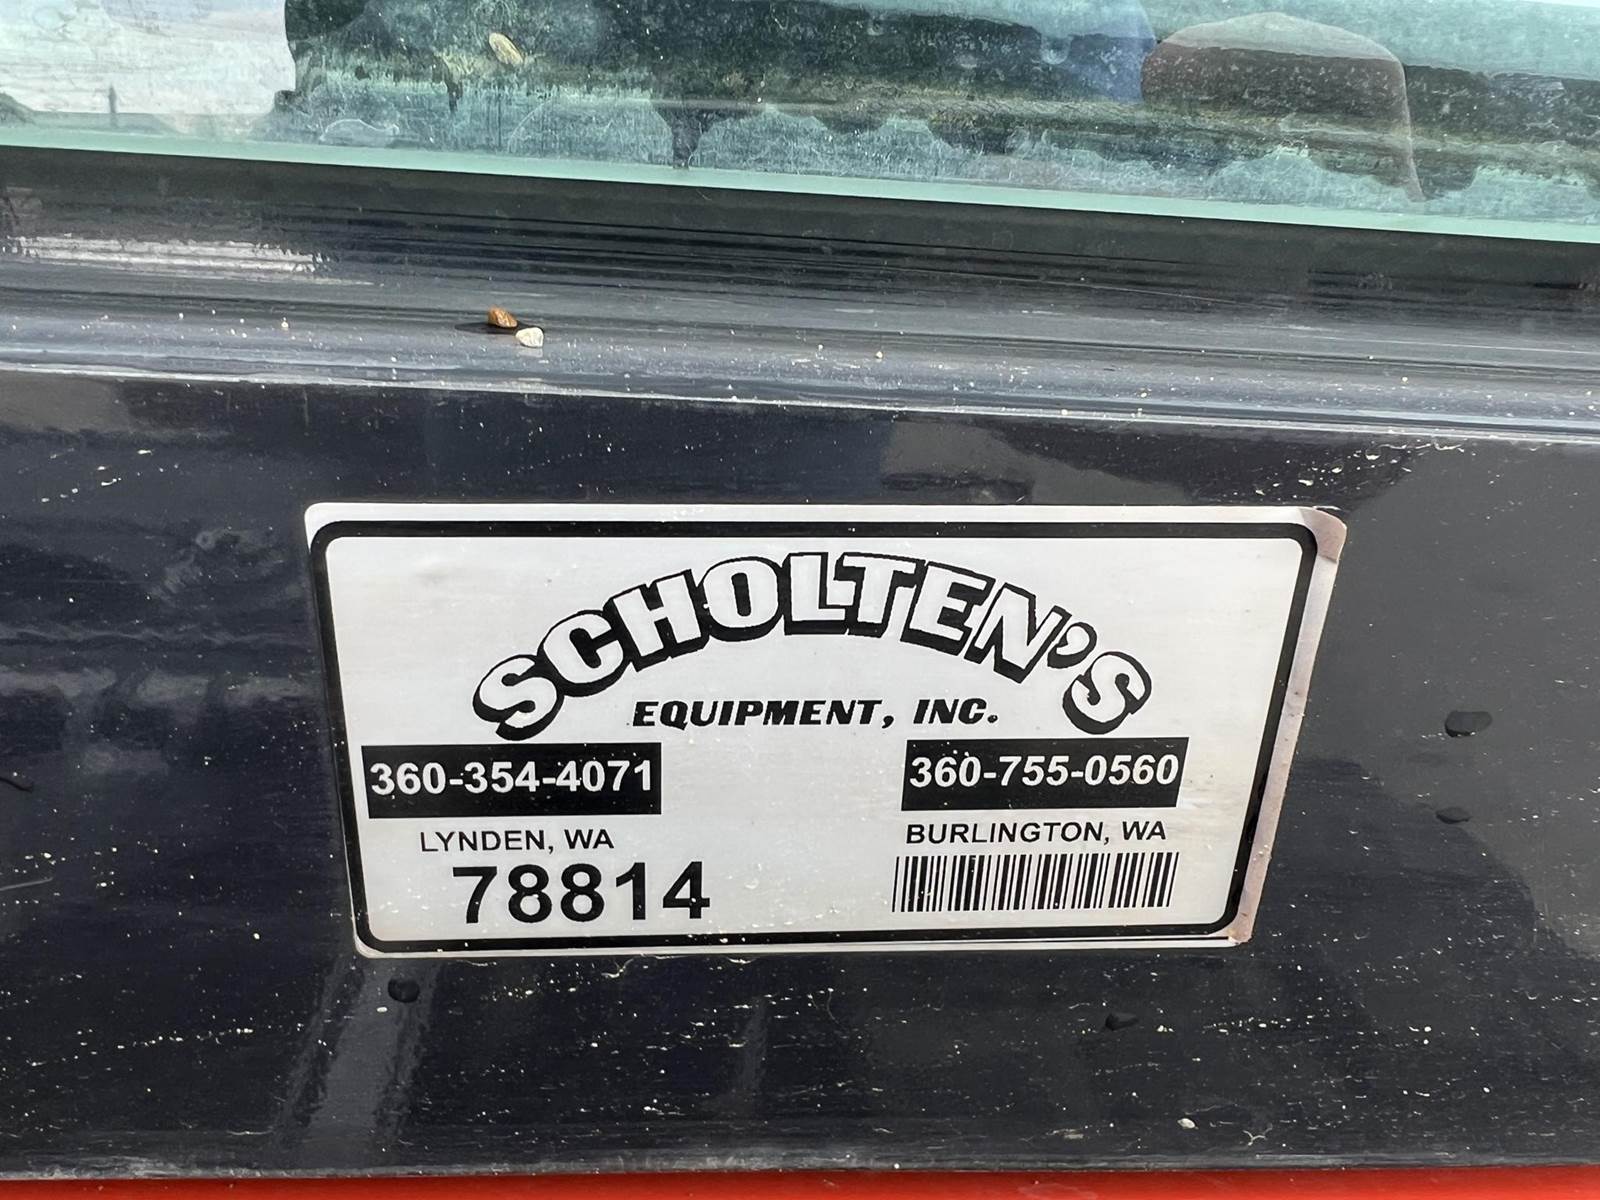 SCHOLTEN'S
EQUIPMENT, INC.
360-354-4071 360-755-0560
LYNDEN, WA BURLINGTON, WA
78814